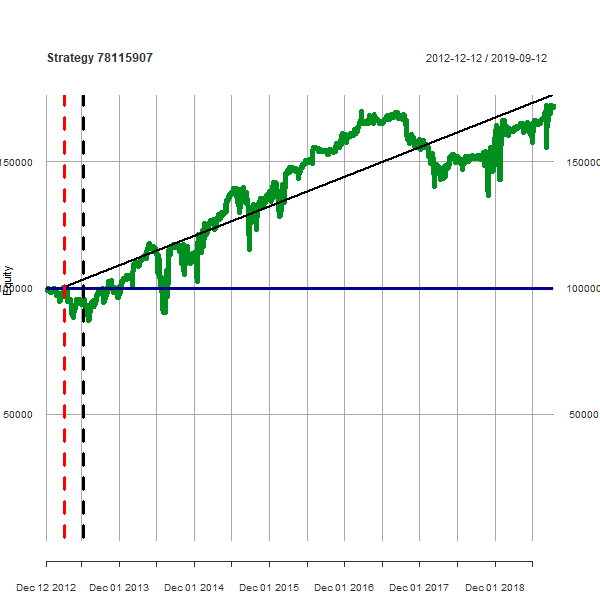 Strategy 78115907
2012-12-12 / 2019-09-12
150000
150000
Equity
100000
100000
50000
50000
Dec 12 2012
Dec 01 2013
Dec 01 2014
Dec 01 2015
Dec 01 2016
Dec 01 2017
Dec 01 2018